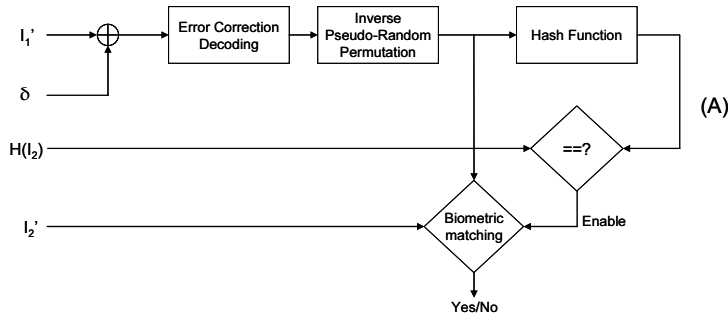 I₁’
δ
H(I₂)
I₂’
Error Correction
Decoding
Inverse
Pseudo-Random
Permutation
Hash Function
(A)
==?
Biometric
matching
Enable
Yes/No